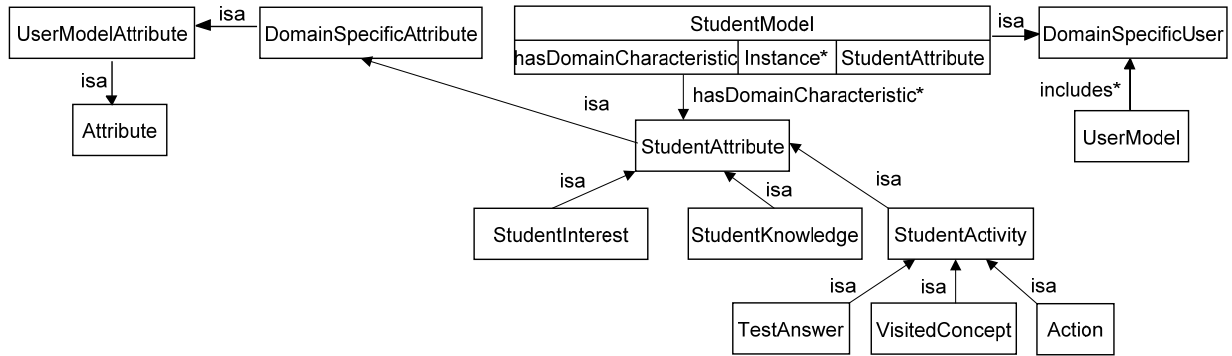 StudentModel
isa
isa
UserModelAttribute
DomainSpecificAttribute
DomainSpecificUser
hasDomainCharacteristic
Instance*
StudentAttribute
isa
hasDomainCharacteristic*
includes*
isa
Attribute
UserModel
StudentAttribute
isa
isa
isa
StudentInterest
StudentKnowledge
StudentActivity
isa
isa
isa
TestAnswer
VisitedConcept
Action